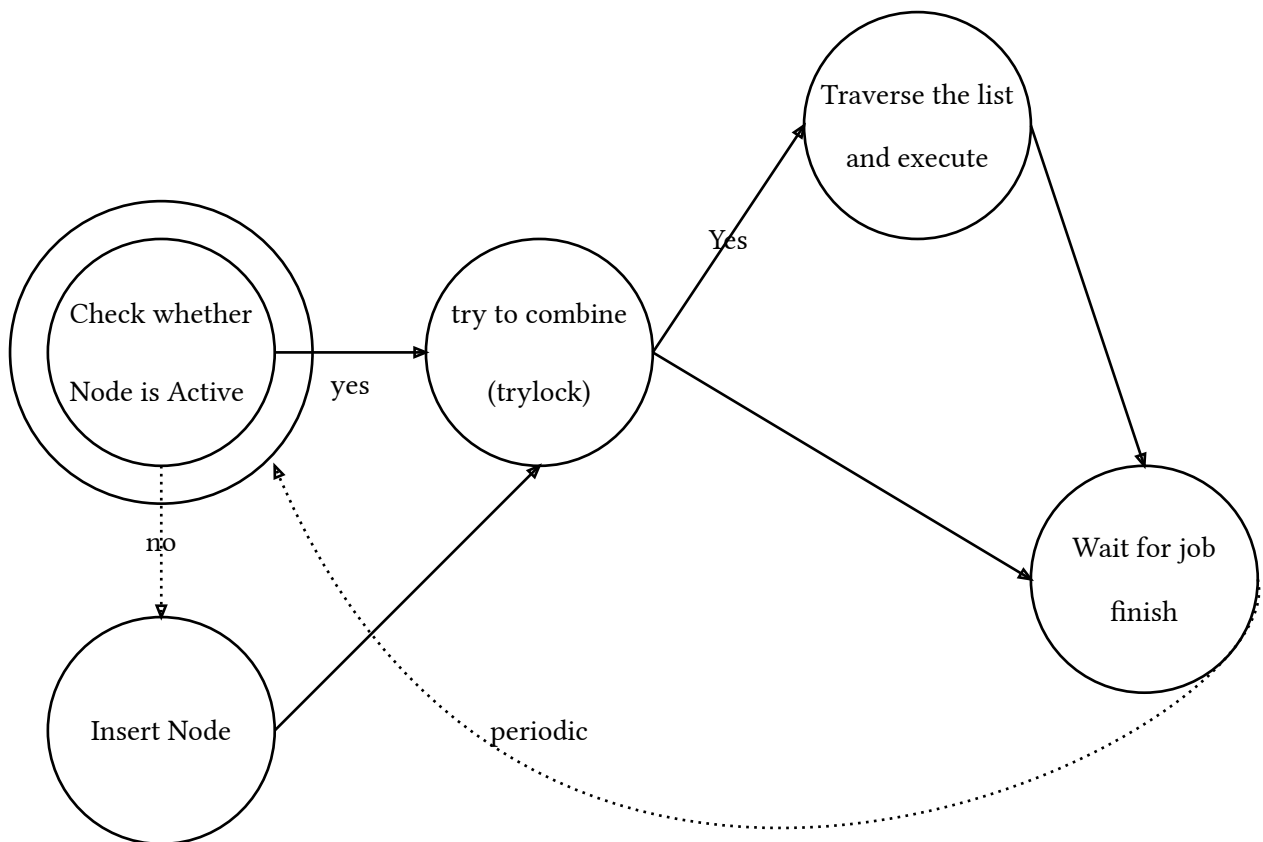 Traverse the list
and execute
Yes
Check whether
Node is Active
yes
try to combine
(trylock)
no
Wait for job
finish
Insert Node
periodic